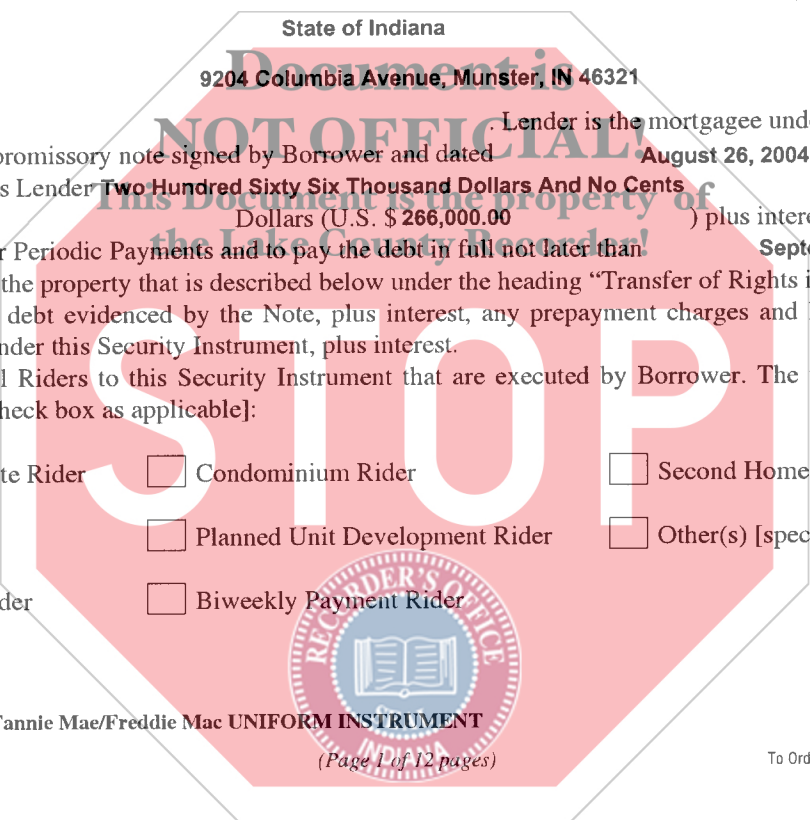 State of Indiana
Document is
9204 Columbia Avenue, Munster, IN 46321
. Lender is the mortgagee und
NOT OFFICIAL!
promissory note signed by Borrower and dated August 26, 2004
s Lender Two Hundred Sixty Six Thousand Dollars And No Cents
This Document is the property of
Dollars (U.S. $ 266,000.00 ) plus intere
the Lake County Recorder!
r Periodic Payments and to pay the debt in full not later than Septe
the property that is described below under the heading “Transfer of Rights i
debt evidenced by the Note, plus interest, any prepayment charges and
nder this Security Instrument, plus interest.
l Riders to this Security Instrument that are executed by Borrower. The
heck box as applicable]:
STOP
te Rider Condominium Rider Second Home
Planned Unit Development Rider Other(s) [spec
der Biweekly Payment Rider
RECORDER'S OFFICE
Fannie Mae/Freddie Mac UNIFORM INSTRUMENT
INDIANA
(Page 1 of 12 pages)
To Ord